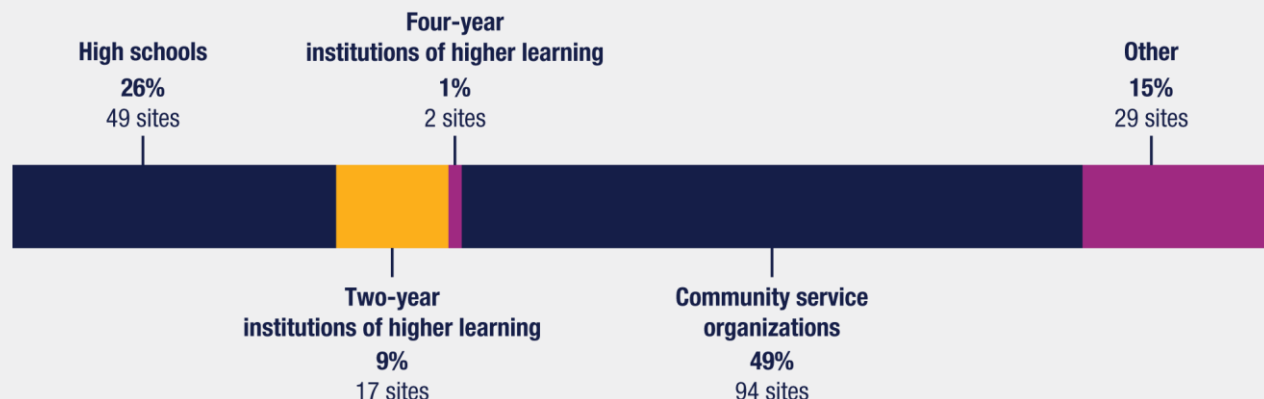 High schools
26%
49 sites
Four-year
institutions of higher learning
1%
2 sites
Other
15%
29 sites
Two-year
institutions of higher learning
9%
17 sites
Community service
organizations
49%
94 sites